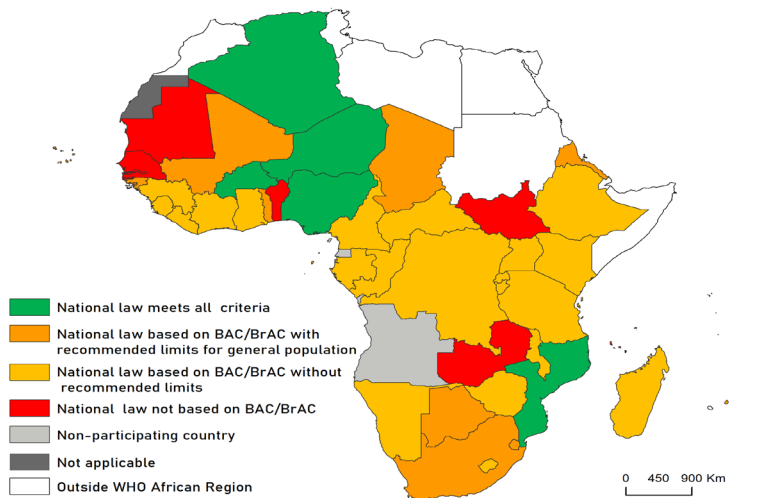 National law meets all criteria
National law based on BAC/BrAC with
recommended limits for general population
National law based on BAC/BrAC without
recommended limits
National law not based on BAC/BrAC
Non-participating country
Not applicable
Outside WHO African Region
0 450 900 Km